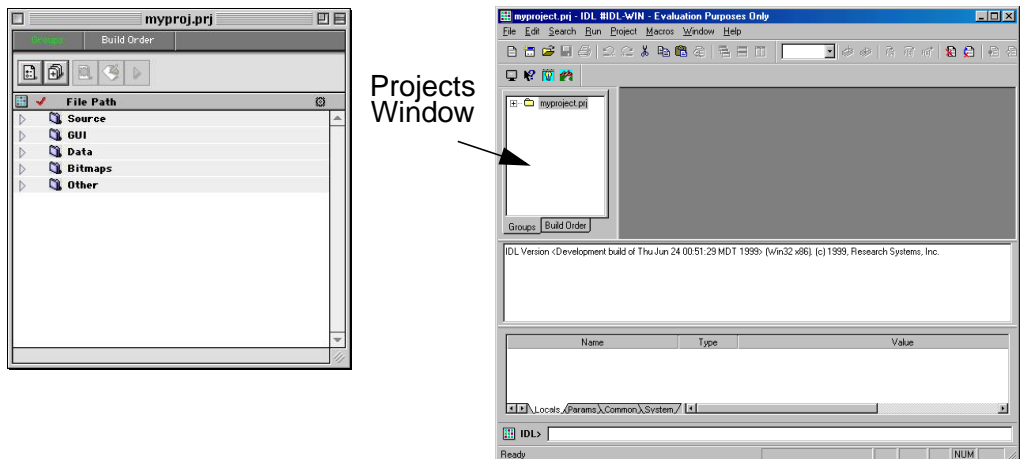 myproj.prj
Groups Build Order
File Path
Source
GUI
Data
Bitmaps
Other
Projects
Window
myproject.prj - IDL #IDL-WIN - Evaluation Purposes Only
File Edit Search Run Project Macros Window Help
myproject.prj
Groups Build Order
IDL Version <Development build of Thu Jun 24 00:51:29 MDT 1999> (Win32 x86). (c) 1999, Research Systems, Inc.
Name Type Value
Locals Params Common System
IDL>
Ready NUM